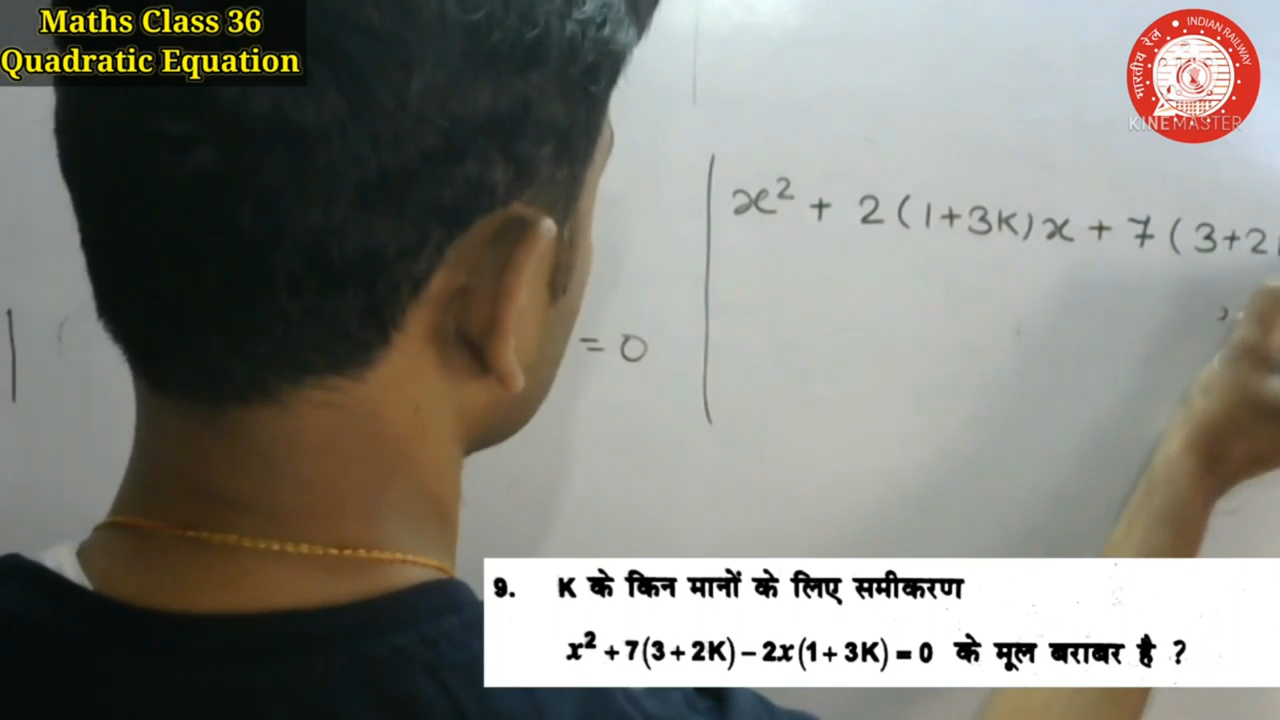 Maths Class 36
Quadratic Equation
भारतीय रेल
INDIAN RAILWAY
KINEMASTER
x² + 2(1+3K)x + 7(3+2
= 0
9. K के किन मानों के लिए समीकरण
x² + 7(3 + 2K) – 2x(1 + 3K) = 0 के मूल बराबर है ?